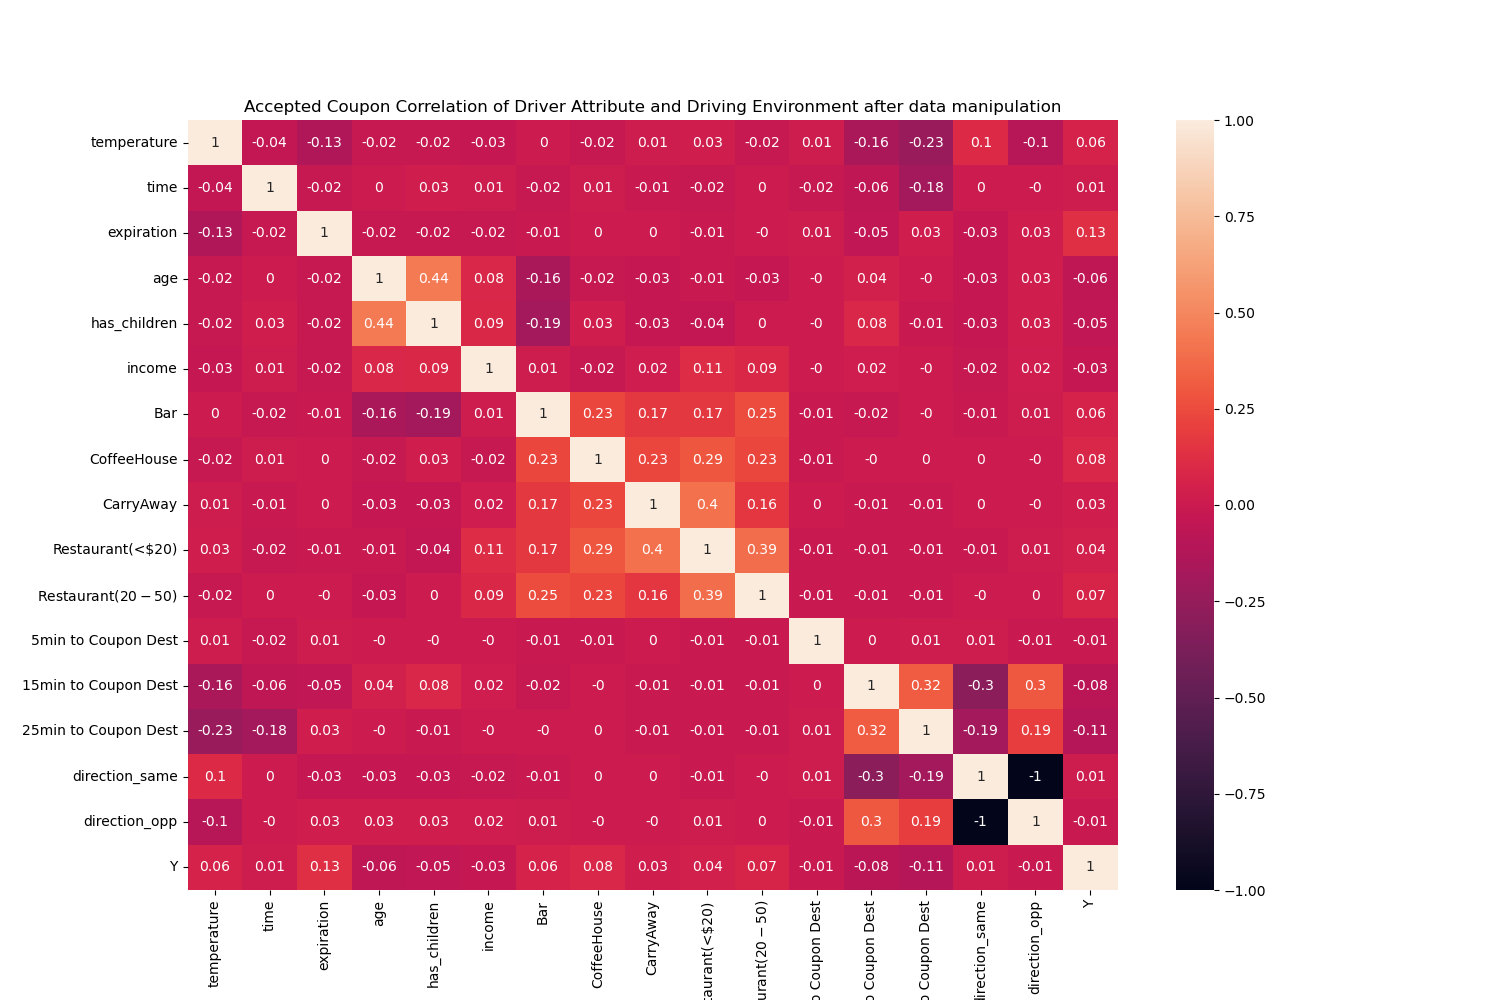 Accepted Coupon Correlation of Driver Attribute and Driving Environment after data manipulation
temperature 1 -0.04 -0.13 -0.02 -0.02 -0.03 0 -0.02 0.01 0.03 -0.02 0.01 -0.16 -0.23 0.1 -0.1 0.06
time -0.04 1 -0.02 0 0.03 0.01 -0.02 0.01 -0.01 -0.02 0 -0.02 -0.06 -0.18 0 -0 0.01
expiration -0.13 -0.02 1 -0.02 -0.02 -0.02 -0.01 0 0 -0.01 -0 0.01 -0.05 0.03 -0.03 0.03 0.13
age -0.02 0 -0.02 1 0.44 0.08 -0.16 -0.02 -0.03 -0.01 -0.03 -0 0.04 -0 -0.03 0.03 -0.06
has_children -0.02 0.03 -0.02 0.44 1 0.09 -0.19 0.03 -0.03 -0.04 0 -0 0.08 -0.01 -0.03 0.03 -0.05
income -0.03 0.01 -0.02 0.08 0.09 1 0.01 -0.02 0.02 0.11 0.09 -0 0.02 -0 -0.02 0.02 -0.03
Bar 0 -0.02 -0.01 -0.16 -0.19 0.01 1 0.23 0.17 0.17 0.25 -0.01 -0.02 -0 -0.01 0.01 0.06
CoffeeHouse -0.02 0.01 0 -0.02 0.03 -0.02 0.23 1 0.23 0.29 0.23 -0.01 -0 0 0 -0 0.08
CarryAway 0.01 -0.01 0 -0.03 -0.03 0.02 0.17 0.23 1 0.4 0.16 0 -0.01 -0.01 0 -0 0.03
Restaurant(<$20) 0.03 -0.02 -0.01 -0.01 -0.04 0.11 0.17 0.29 0.4 1 0.39 -0.01 -0.01 -0.01 -0.01 0.01 0.04
Restaurant(20 − 50) -0.02 0 -0 -0.03 0 0.09 0.25 0.23 0.16 0.39 1 -0.01 -0.01 -0.01 -0 0 0.07
5min to Coupon Dest 0.01 -0.02 0.01 -0 -0 -0 -0.01 -0.01 0 -0.01 -0.01 1 0 0.01 0.01 -0.01 -0.01
15min to Coupon Dest -0.16 -0.06 -0.05 0.04 0.08 0.02 -0.02 -0 -0.01 -0.01 -0.01 0 1 0.32 -0.3 0.3 -0.08
25min to Coupon Dest -0.23 -0.18 0.03 -0 -0.01 -0 -0 0 -0.01 -0.01 -0.01 0.01 0.32 1 -0.19 0.19 -0.11
direction_same 0.1 0 -0.03 -0.03 -0.03 -0.02 -0.01 0 0 -0.01 -0 0.01 -0.3 -0.19 1 -1 0.01
direction_opp -0.1 -0 0.03 0.03 0.03 0.02 0.01 -0 -0 0.01 0 -0.01 0.3 0.19 -1 1 -0.01
Y 0.06 0.01 0.13 -0.06 -0.05 -0.03 0.06 0.08 0.03 0.04 0.07 -0.01 -0.08 -0.11 0.01 -0.01 1
temperature
time
expiration
age
has_children
income
Bar
CoffeeHouse
CarryAway
taurant(<$20)
urant(20 − 50)
Coupon Dest
Coupon Dest
Coupon Dest
direction_same
direction_opp
Y
1.00
0.75
0.50
0.25
0.00
−0.25
−0.50
−0.75
−1.00